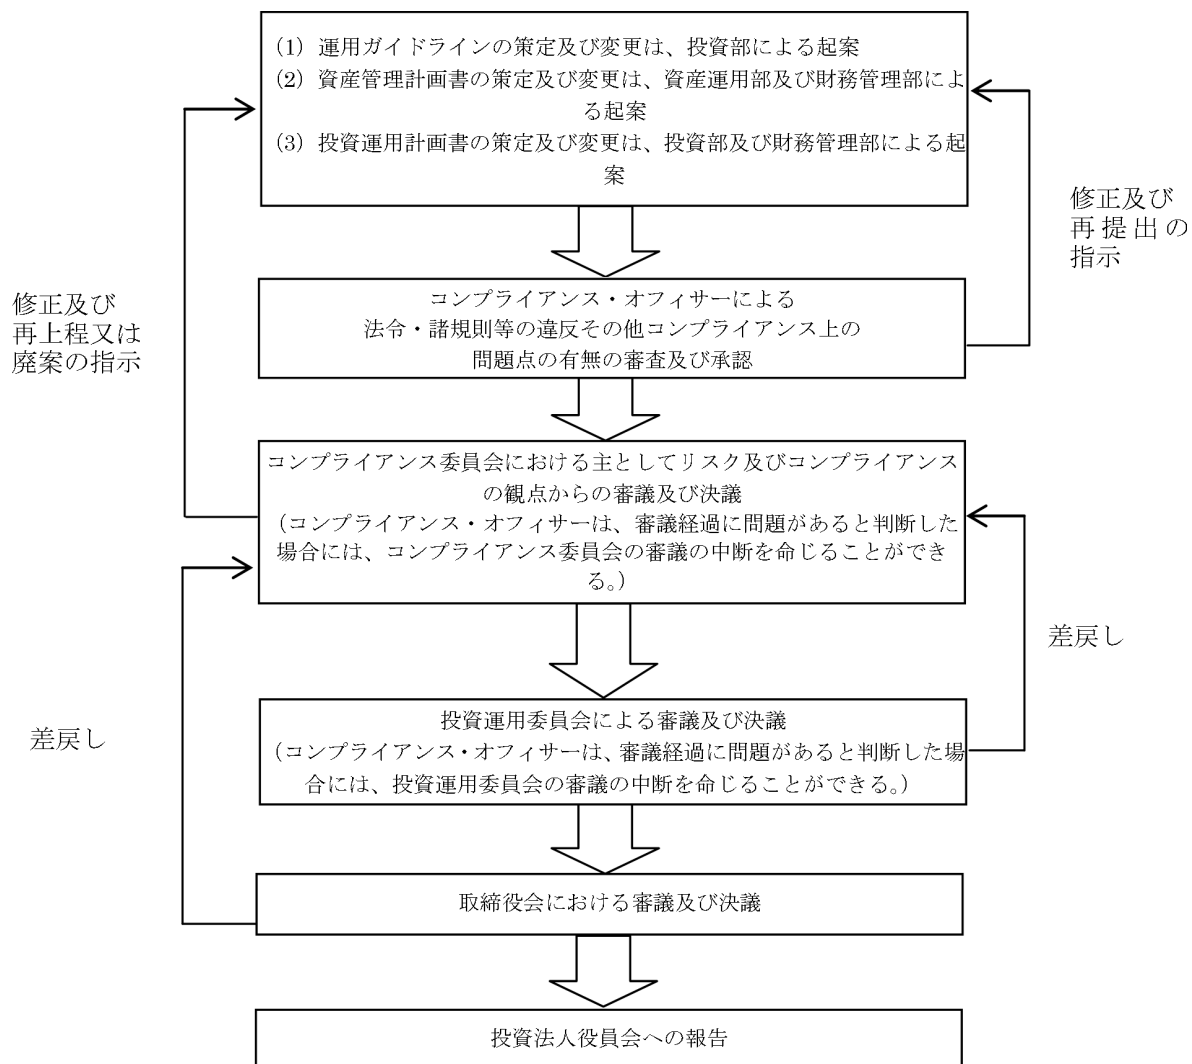 (1) 運用ガイドラインの策定及び変更は、投資部による起案
(2) 資産管理計画書の策定及び変更は、資産運用部及び財務管理部によ
る起案
(3) 投資運用計画書の策定及び変更は、投資部及び財務管理部による起
案
修正及び
再提出の
指示
コンプライアンス・オフィサーによる
法令・諸規則等の違反その他コンプライアンス上の
問題点の有無の審査及び承認
修正及び
再上程又は
廃案の指示
コンプライアンス委員会における主としてリスク及びコンプライアンス
の観点からの審議及び決議
(コンプライアンス・オフィサーは、審議経過に問題があると判断した
場合には、コンプライアンス委員会の審議の中断を命じることができ
る。)
差戻し
投資運用委員会による審議及び決議
(コンプライアンス・オフィサーは、審議経過に問題があると判断した場
合には、投資運用委員会の審議の中断を命じることができる。)
差戻し
取締役会における審議及び決議
投資法人役員会への報告